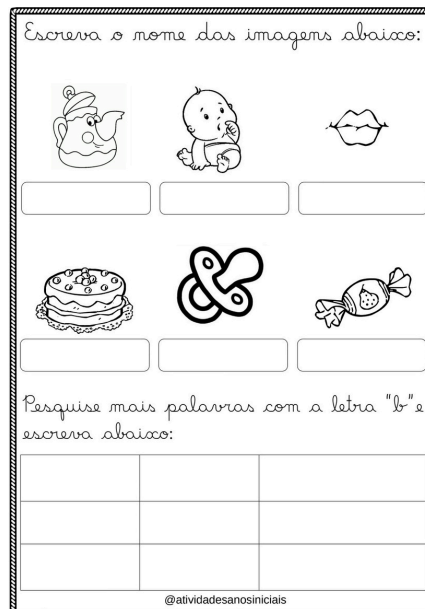 Escreva o nome das imagens abaixo:
Pesquise mais palavras com a letra "b" e
escreva abaixo:
@atividadesanosiniciais